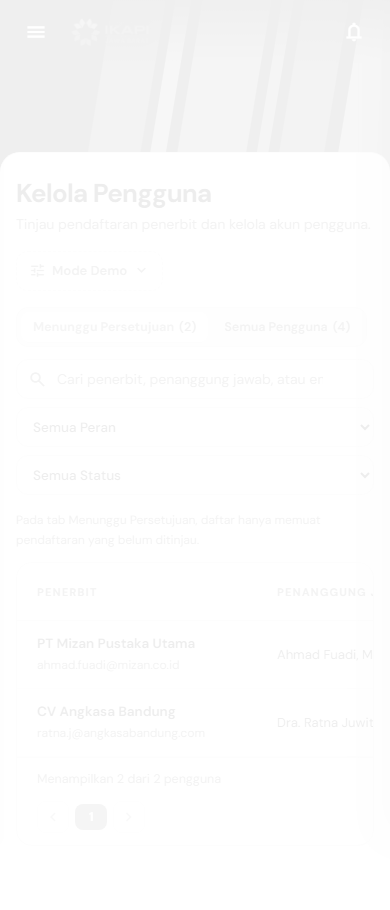 Kelola Pengguna
Tinjau pendaftaran penerbit dan kelola akun pengguna.
Mode Demo
Menunggu Persetujuan (2) Semua Pengguna (4)
Cari penerbit, penanggung jawab, atau er
Semua Peran
Semua Status
Pada tab Menunggu Persetujuan, daftar hanya memuat
pendaftaran yang belum ditinjau.
PENERBIT PENANGGUNG
PT Mizan Pustaka Utama Ahmad Fuadi, M
ahmad.fuadi@mizan.co.id
CV Angkasa Bandung Dra. Ratna Juwit
ratna.j@angkasabandung.com
Menampilkan 2 dari 2 pengguna
1